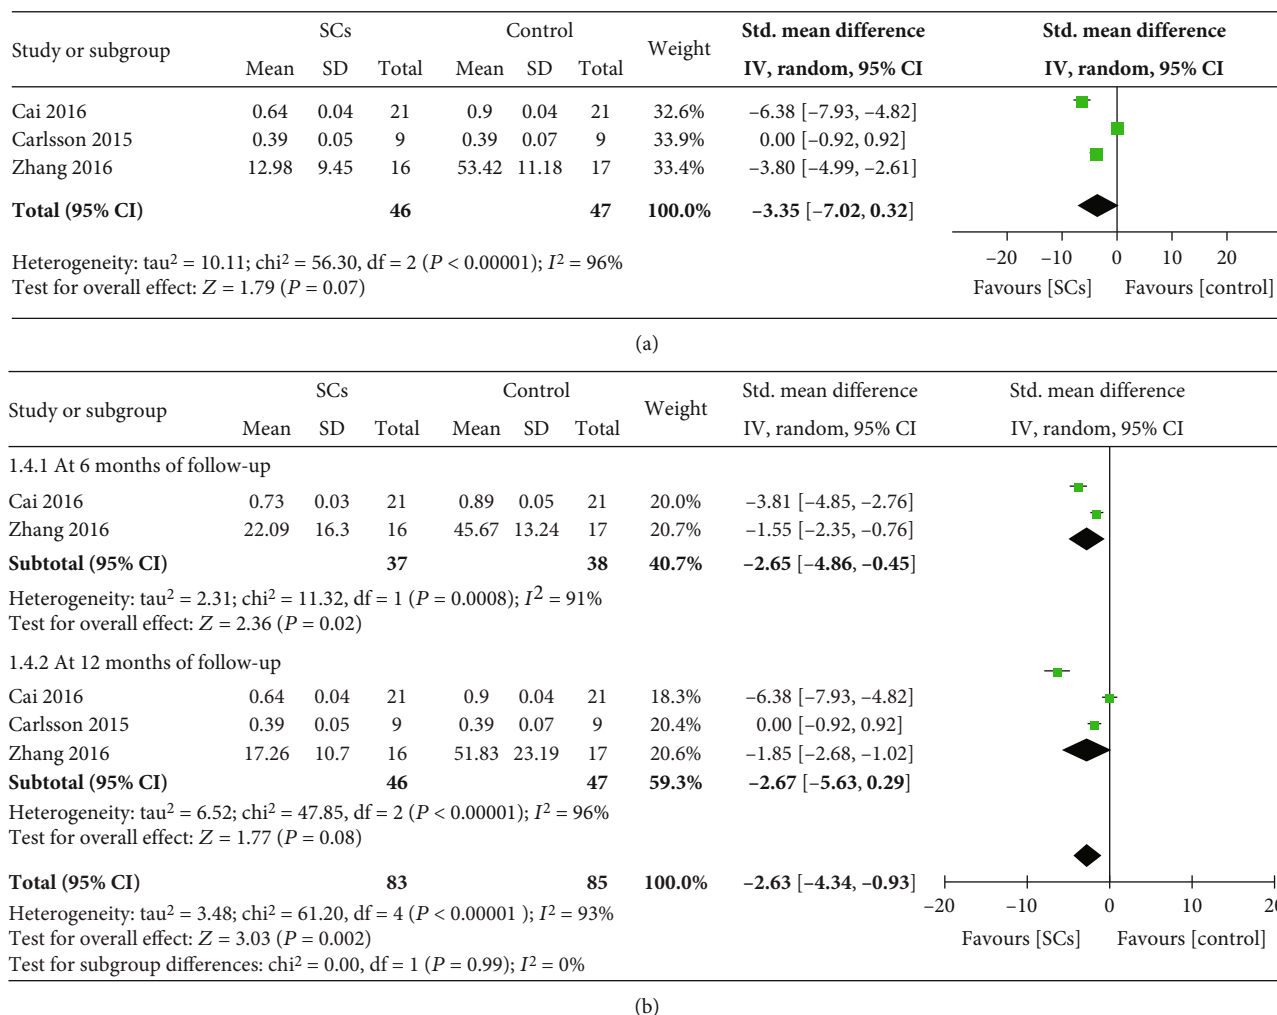 SCs Control Std. mean difference Std. mean difference
Study or subgroup Weight
Mean SD Total Mean SD Total IV, random, 95% CI IV, random, 95% CI
Cai 2016 0.64 0.04 21 0.9 0.04 21 32.6% −6.38 [−7.93, −4.82]
Carlsson 2015 0.39 0.05 9 0.39 0.07 9 33.9% 0.00 [−0.92, 0.92]
Zhang 2016 12.98 9.45 16 53.42 11.18 17 33.4% −3.80 [−4.99, −2.61]
Total (95% CI) 46 47 100.0% −3.35 [−7.02, 0.32]
Heterogeneity: tau² = 10.11; chi² = 56.30, df = 2 (P < 0.00001); I² = 96%
−20 −10 0 10 20
Test for overall effect: Z = 1.79 (P = 0.07)
Favours [SCs] Favours [control]
(a)
SCs Control Std. mean difference Std. mean difference
Study or subgroup Weight
Mean SD Total Mean SD Total IV, random, 95% CI IV, random, 95% CI
1.4.1 At 6 months of follow-up
Cai 2016 0.73 0.03 21 0.89 0.05 21 20.0% −3.81 [−4.85, −2.76]
Zhang 2016 22.09 16.3 16 45.67 13.24 17 20.7% −1.55 [−2.35, −0.76]
Subtotal (95% CI) 37 38 40.7% −2.65 [−4.86, −0.45]
Heterogeneity: tau² = 2.31; chi² = 11.32, df = 1 (P = 0.0008); I² = 91%
Test for overall effect: Z = 2.36 (P = 0.02)
1.4.2 At 12 months of follow-up
Cai 2016 0.64 0.04 21 0.9 0.04 21 18.3% −6.38 [−7.93, −4.82]
Carlsson 2015 0.39 0.05 9 0.39 0.07 9 20.4% 0.00 [−0.92, 0.92]
Zhang 2016 17.26 10.7 16 51.83 23.19 17 20.6% −1.85 [−2.68, −1.02]
Subtotal (95% CI) 46 47 59.3% −2.67 [−5.63, 0.29]
Heterogeneity: tau² = 6.52; chi² = 47.85, df = 2 (P < 0.00001); I² = 96%
Test for overall effect: Z = 1.77 (P = 0.08)
Total (95% CI) 83 85 100.0% −2.63 [−4.34, −0.93]
Heterogeneity: tau² = 3.48; chi² = 61.20, df = 4 (P < 0.00001 ); I² = 93%
−20 −10 0 10 20
Test for overall effect: Z = 3.03 (P = 0.002)
Favours [SCs] Favours [control]
Test for subgroup differences: chi² = 0.00, df = 1 (P = 0.99); I² = 0%
(b)